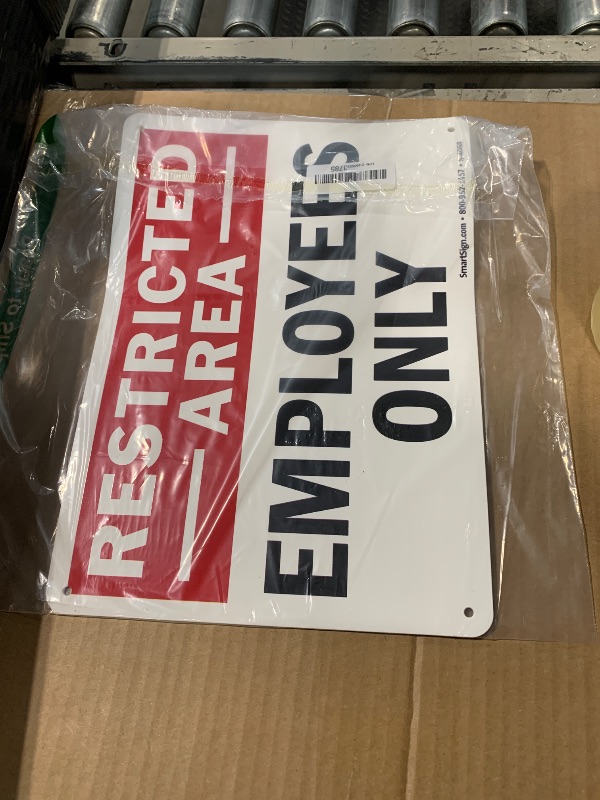 RESTRICTED
AREA
EMPLOYEES
ONLY
SmartSign.com •